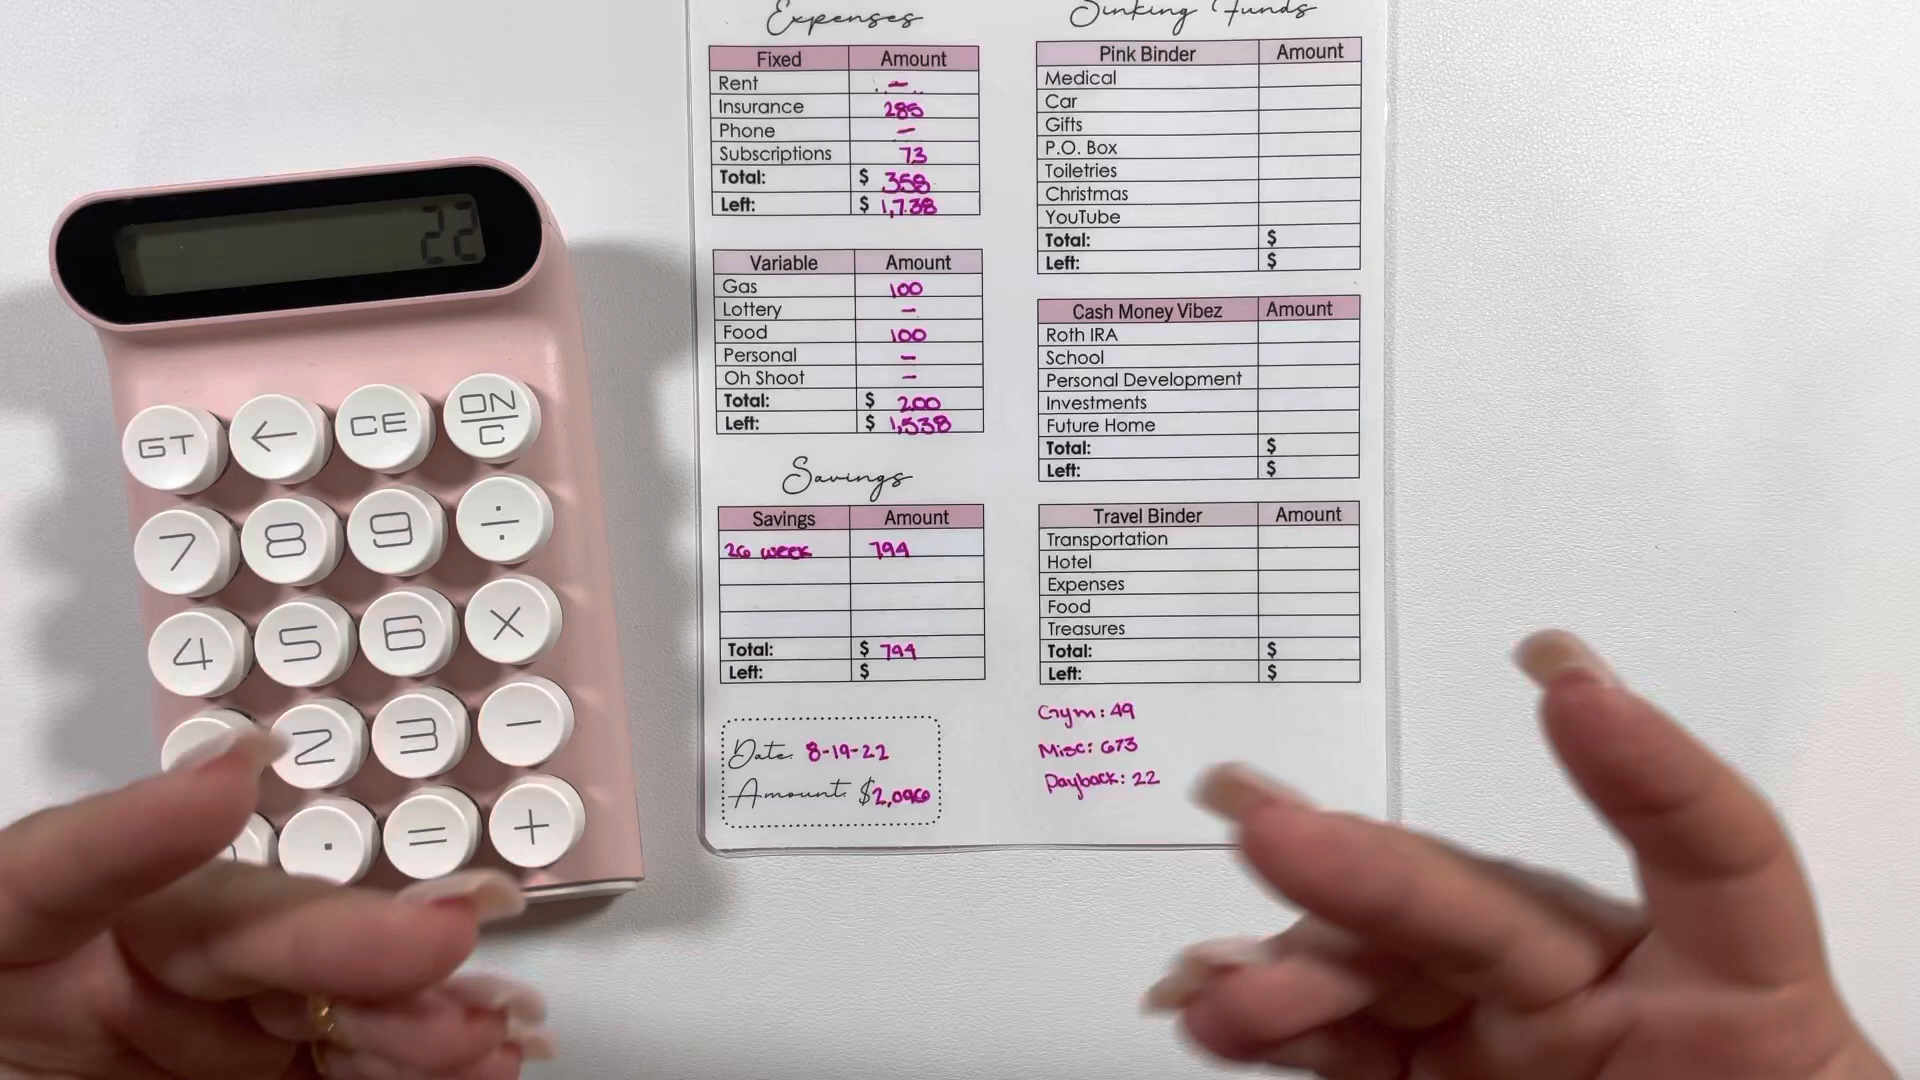 Expenses
Fixed Amount
Rent -
Insurance 285
Phone -
Subscriptions 73
Total: $ 358
Left: $ 1,738
Variable Amount
Gas 100
Lottery -
Food 100
Personal -
Oh Shoot -
Total: $ 200
Left: $ 1,538
Savings
Savings Amount
26 week 794
Total: $ 794
Left: $
Date: 8-19-22
Amount: $2,096
Sinking Funds
Pink Binder Amount
Medical
Car
Gifts
P.O. Box
Toiletries
Christmas
YouTube
Total: $
Left: $
Cash Money Vibez Amount
Roth IRA
School
Personal Development
Investments
Future Home
Total: $
Left: $
Travel Binder Amount
Transportation
Hotel
Expenses
Food
Treasures
Total: $
Left: $
Gym: 49
Misc: 673
Payback: 22
22
GT ← CE ON/C
7 8 9 ÷
4 5 6 X
2 3 −
. = +